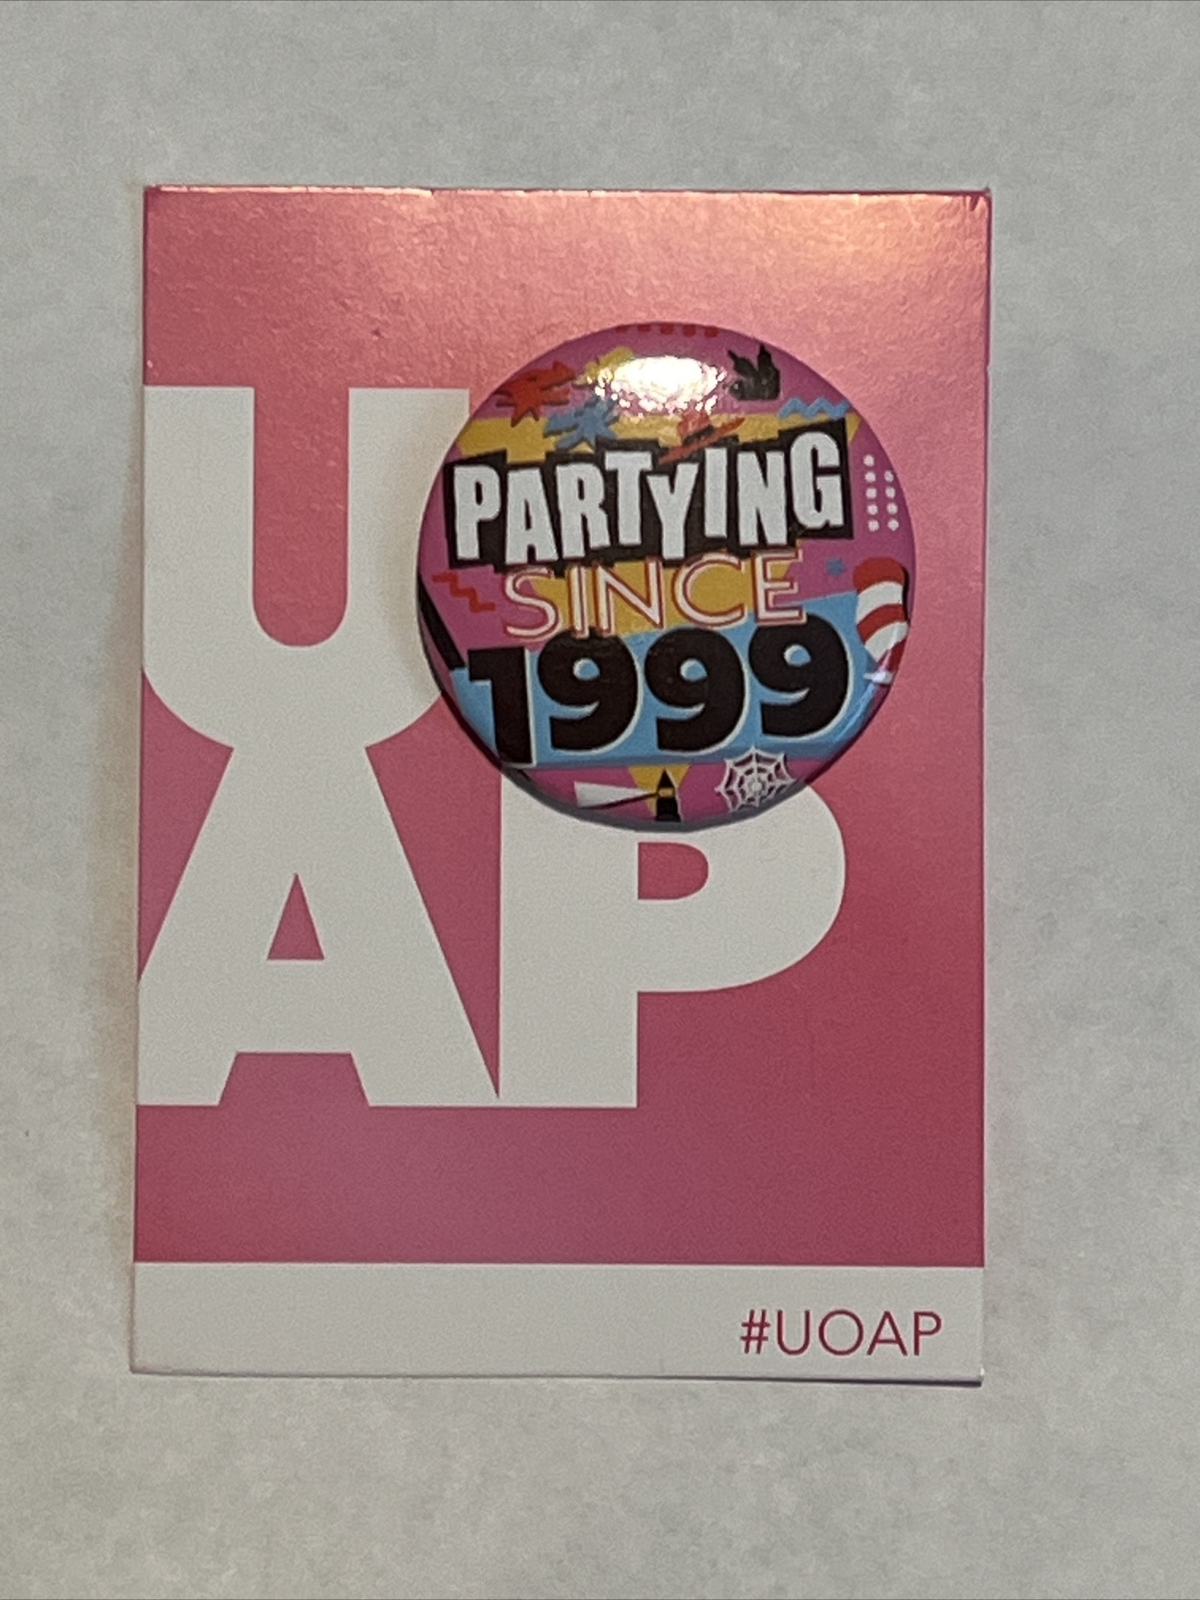 PARTYING
SINCE
1999
U
AP
#UOAP